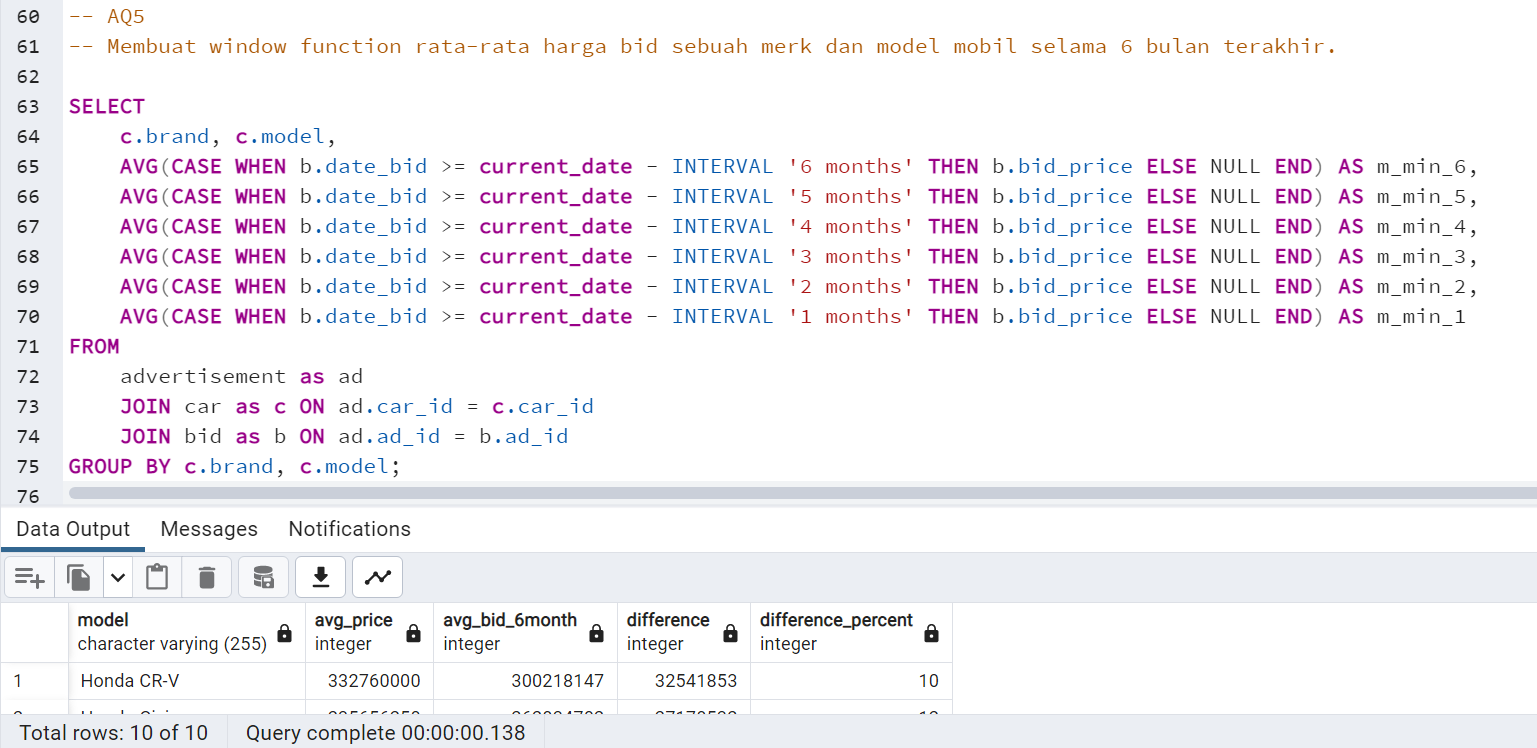 60 -- AQ5
61 -- Membuat window function rata-rata harga bid sebuah merk dan model mobil selama 6 bulan terakhir.
62
63 SELECT
64 c.brand, c.model,
65 AVG(CASE WHEN b.date_bid >= current_date - INTERVAL '6 months' THEN b.bid_price ELSE NULL END) AS m_min_6,
66 AVG(CASE WHEN b.date_bid >= current_date - INTERVAL '5 months' THEN b.bid_price ELSE NULL END) AS m_min_5,
67 AVG(CASE WHEN b.date_bid >= current_date - INTERVAL '4 months' THEN b.bid_price ELSE NULL END) AS m_min_4,
68 AVG(CASE WHEN b.date_bid >= current_date - INTERVAL '3 months' THEN b.bid_price ELSE NULL END) AS m_min_3,
69 AVG(CASE WHEN b.date_bid >= current_date - INTERVAL '2 months' THEN b.bid_price ELSE NULL END) AS m_min_2,
70 AVG(CASE WHEN b.date_bid >= current_date - INTERVAL '1 months' THEN b.bid_price ELSE NULL END) AS m_min_1
71 FROM
72 advertisement as ad
73 JOIN car as c ON ad.car_id = c.car_id
74 JOIN bid as b ON ad.ad_id = b.ad_id
75 GROUP BY c.brand, c.model;
76
Data Output Messages Notifications
model avg_price avg_bid_6month difference difference_percent
character varying (255) integer integer integer integer
1 Honda CR-V 332760000 300218147 32541853 10
Total rows: 10 of 10 Query complete 00:00:00.138